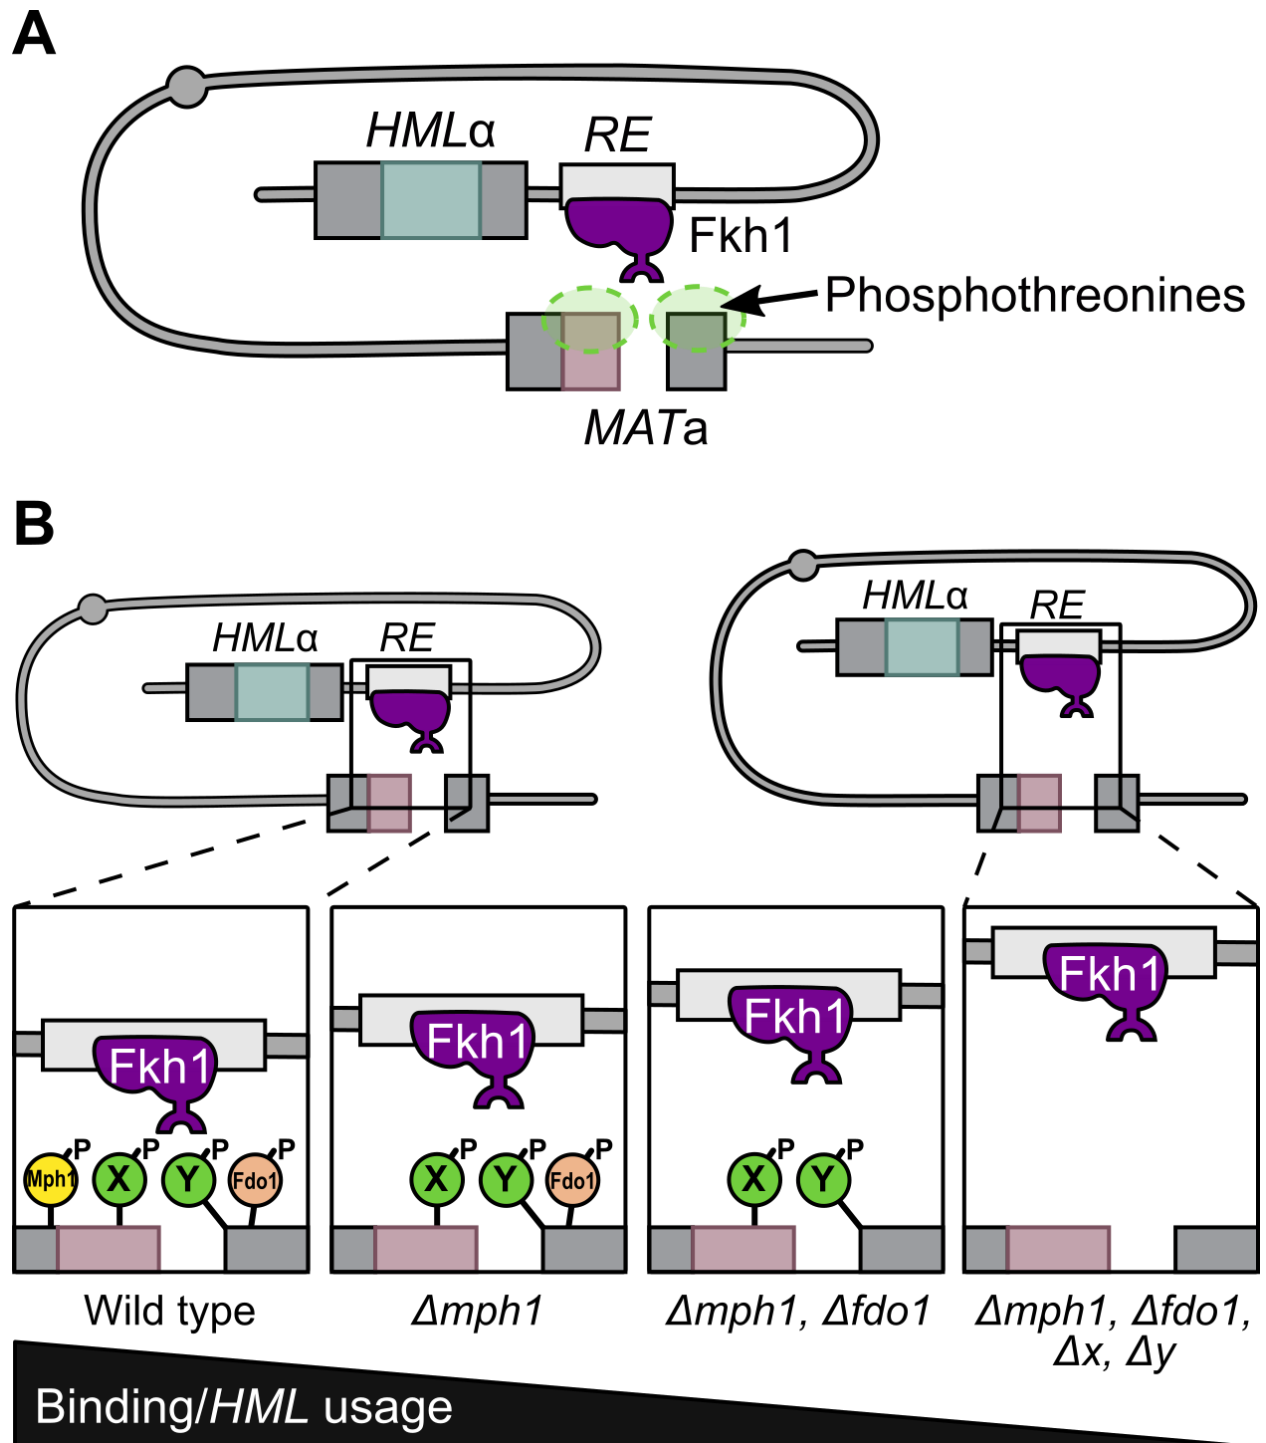 A
HMLα
RE
Fkh1
Phosphothreonines
MATa
B
HMLα
RE
HMLα
RE
Fkh1
Mph1 P
X P
Y P
Fdo1 P
Fkh1
X P
Y P
Fdo1 P
Fkh1
X P
Y P
Fkh1
Wild type
Δmph1
Δmph1, Δfdo1
Δmph1, Δfdo1,
Δx, Δy
Binding/HML usage